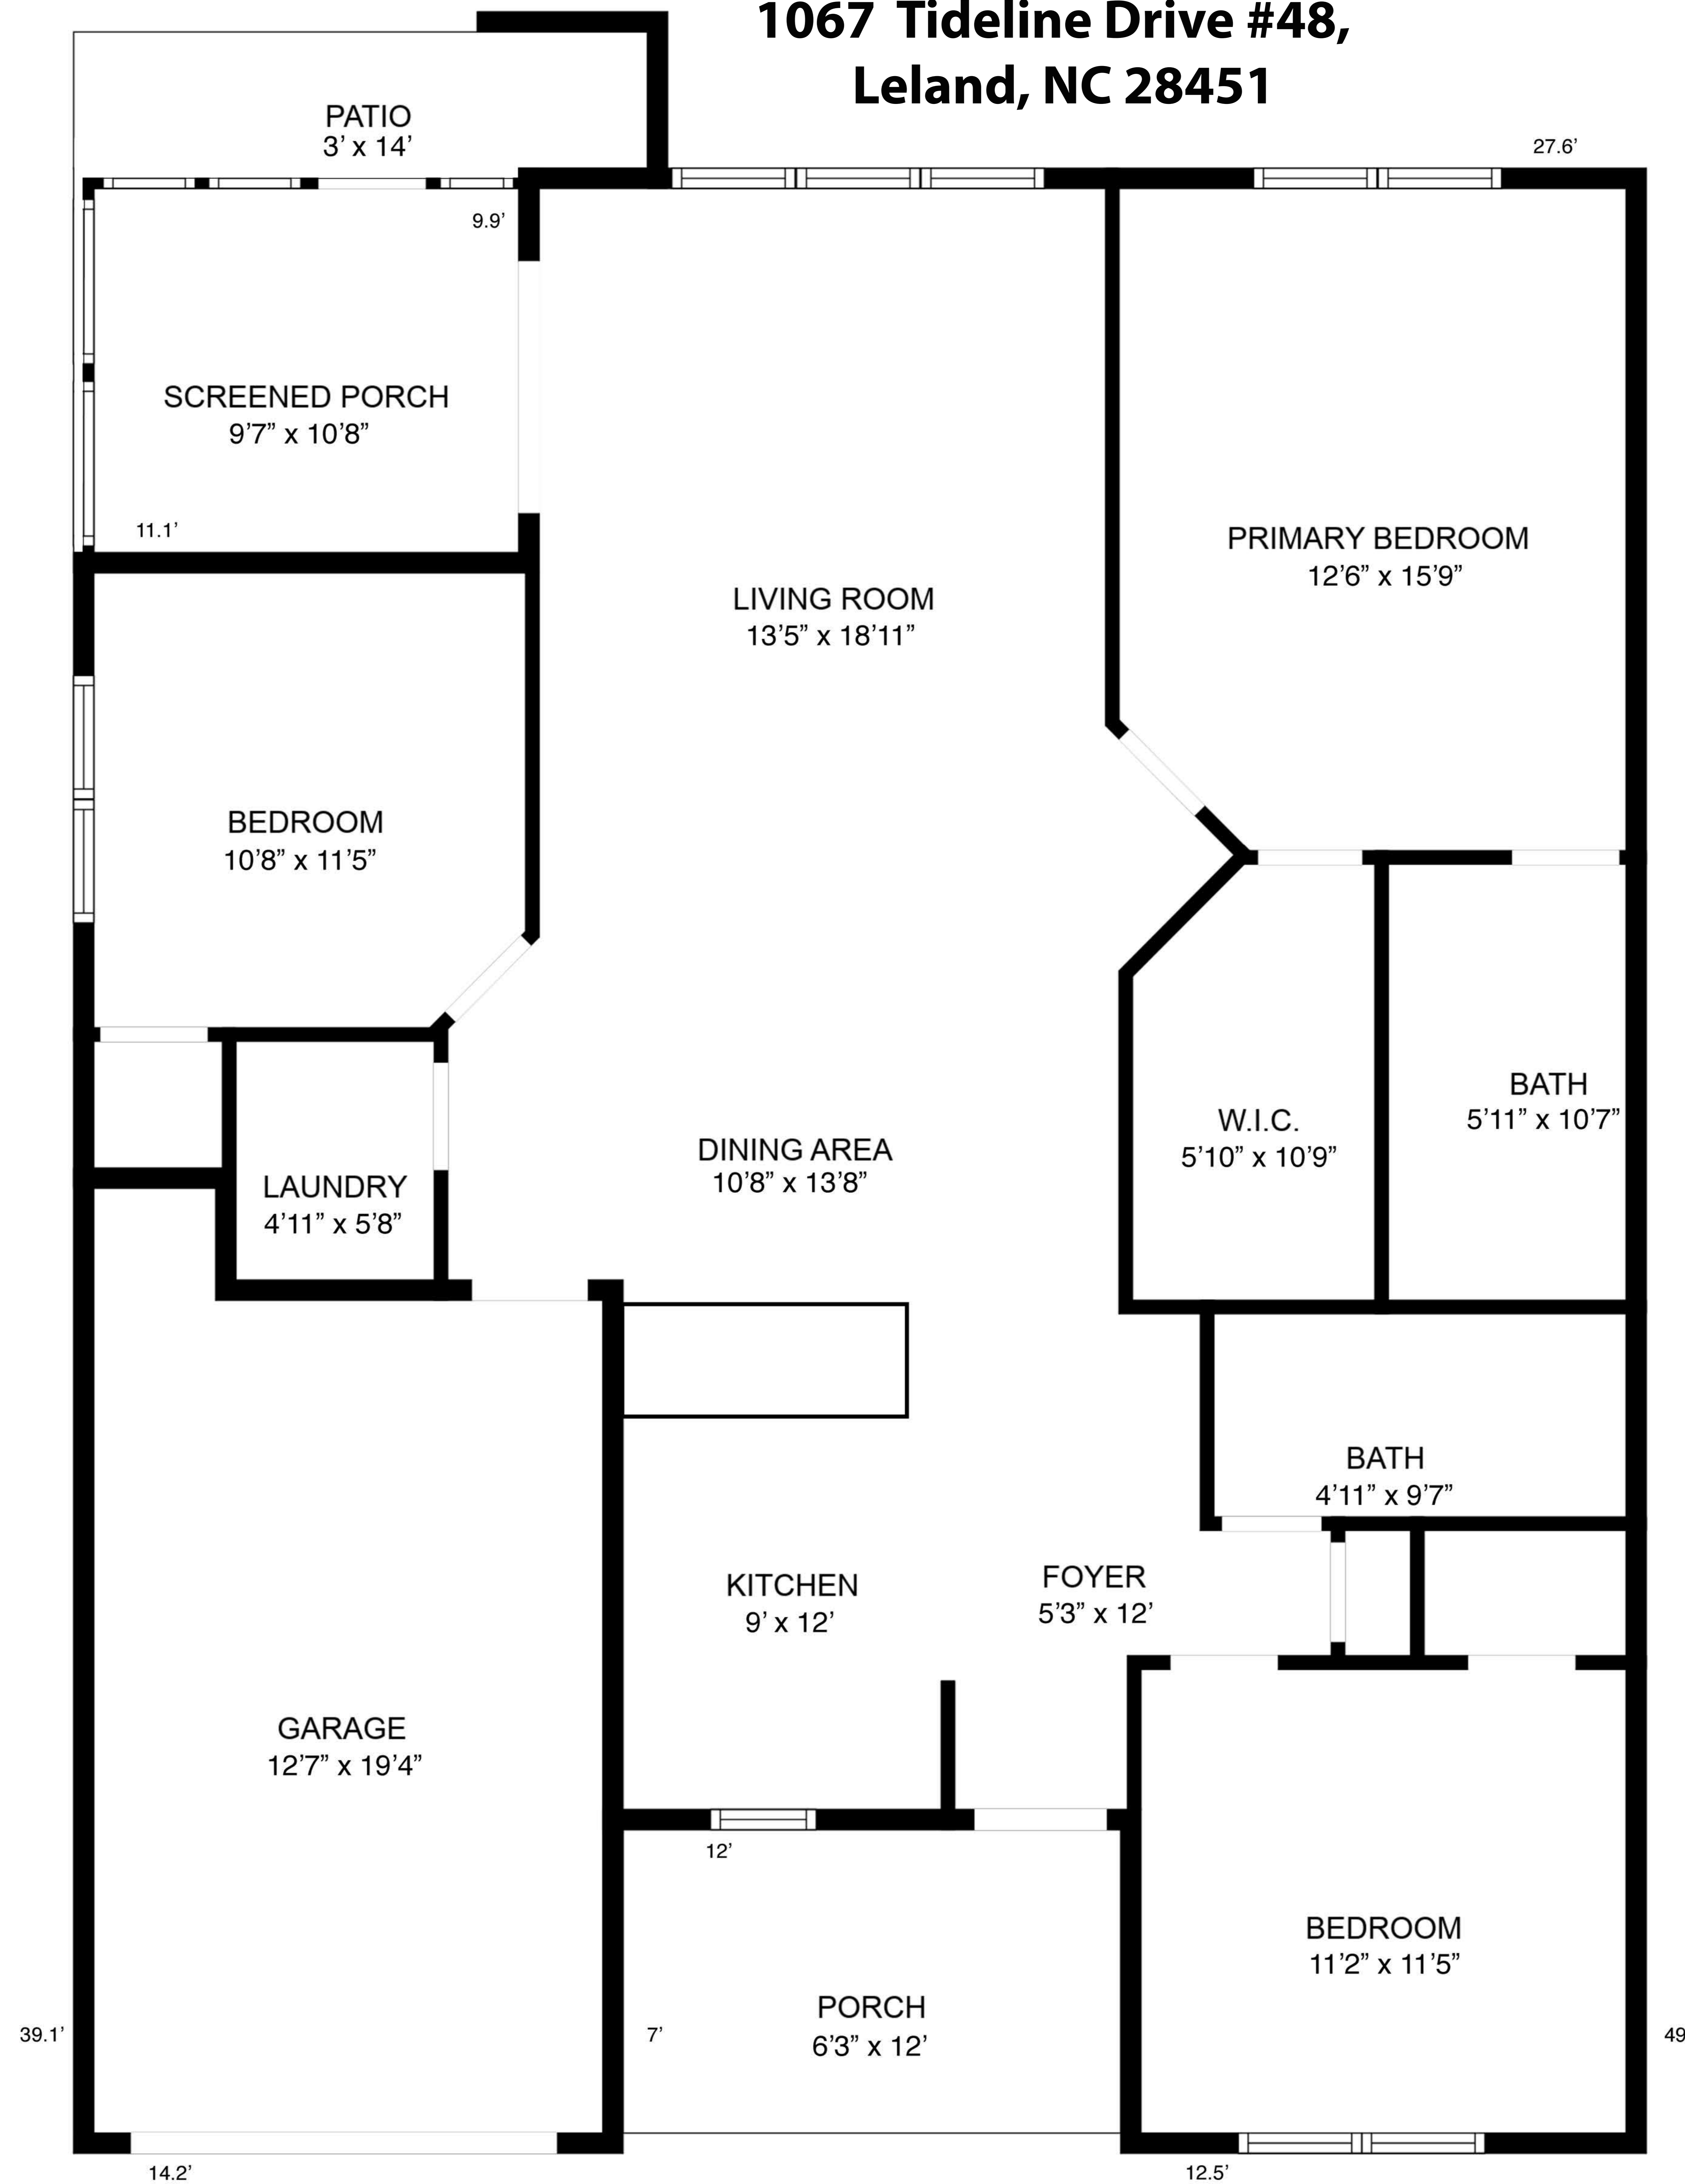 1067 Tideline Drive #48,
Leland, NC 28451
PATIO
3’ x 14’
27.6’
9.9’
SCREENED PORCH
9’7” x 10’8”
11.1’
PRIMARY BEDROOM
12’6” x 15’9”
LIVING ROOM
13’5” x 18’11”
BEDROOM
10’8” x 11’5”
BATH
5’11” x 10’7”
W.I.C.
5’10” x 10’9”
DINING AREA
10’8” x 13’8”
LAUNDRY
4’11” x 5’8”
BATH
4’11” x 9’7”
KITCHEN
9’ x 12’
FOYER
5’3” x 12’
GARAGE
12’7” x 19’4”
12’
BEDROOM
11’2” x 11’5”
PORCH
6’3” x 12’
39.1’
7’
49
14.2’
12.5’